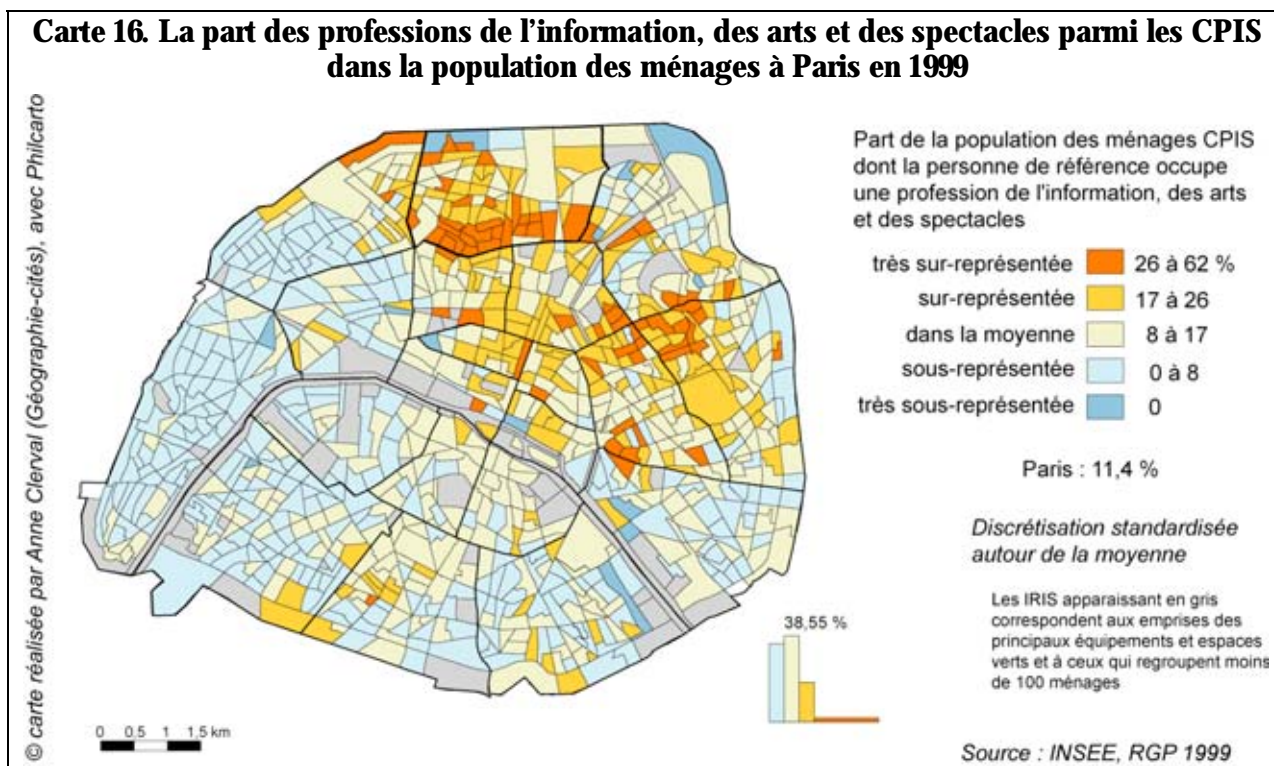 Carte 16. La part des professions de l’information, des arts et des spectacles parmi les CPIS
dans la population des ménages à Paris en 1999
© carte réalisée par Anne Clerval (Géographie-cités), avec Philcarto
Part de la population des ménages CPIS
dont la personne de référence occupe
une profession de l'information, des arts
et des spectacles
très sur-représentée 26 à 62 %
sur-représentée 17 à 26
dans la moyenne 8 à 17
sous-représentée 0 à 8
très sous-représentée 0
Paris : 11,4 %
Discrétisation standardisée
autour de la moyenne
Les IRIS apparaissant en gris
correspondent aux emprises des
principaux équipements et espaces
verts et à ceux qui regroupent moins
de 100 ménages
38,55 %
0 0,5 1 1,5 km
Source : INSEE, RGP 1999